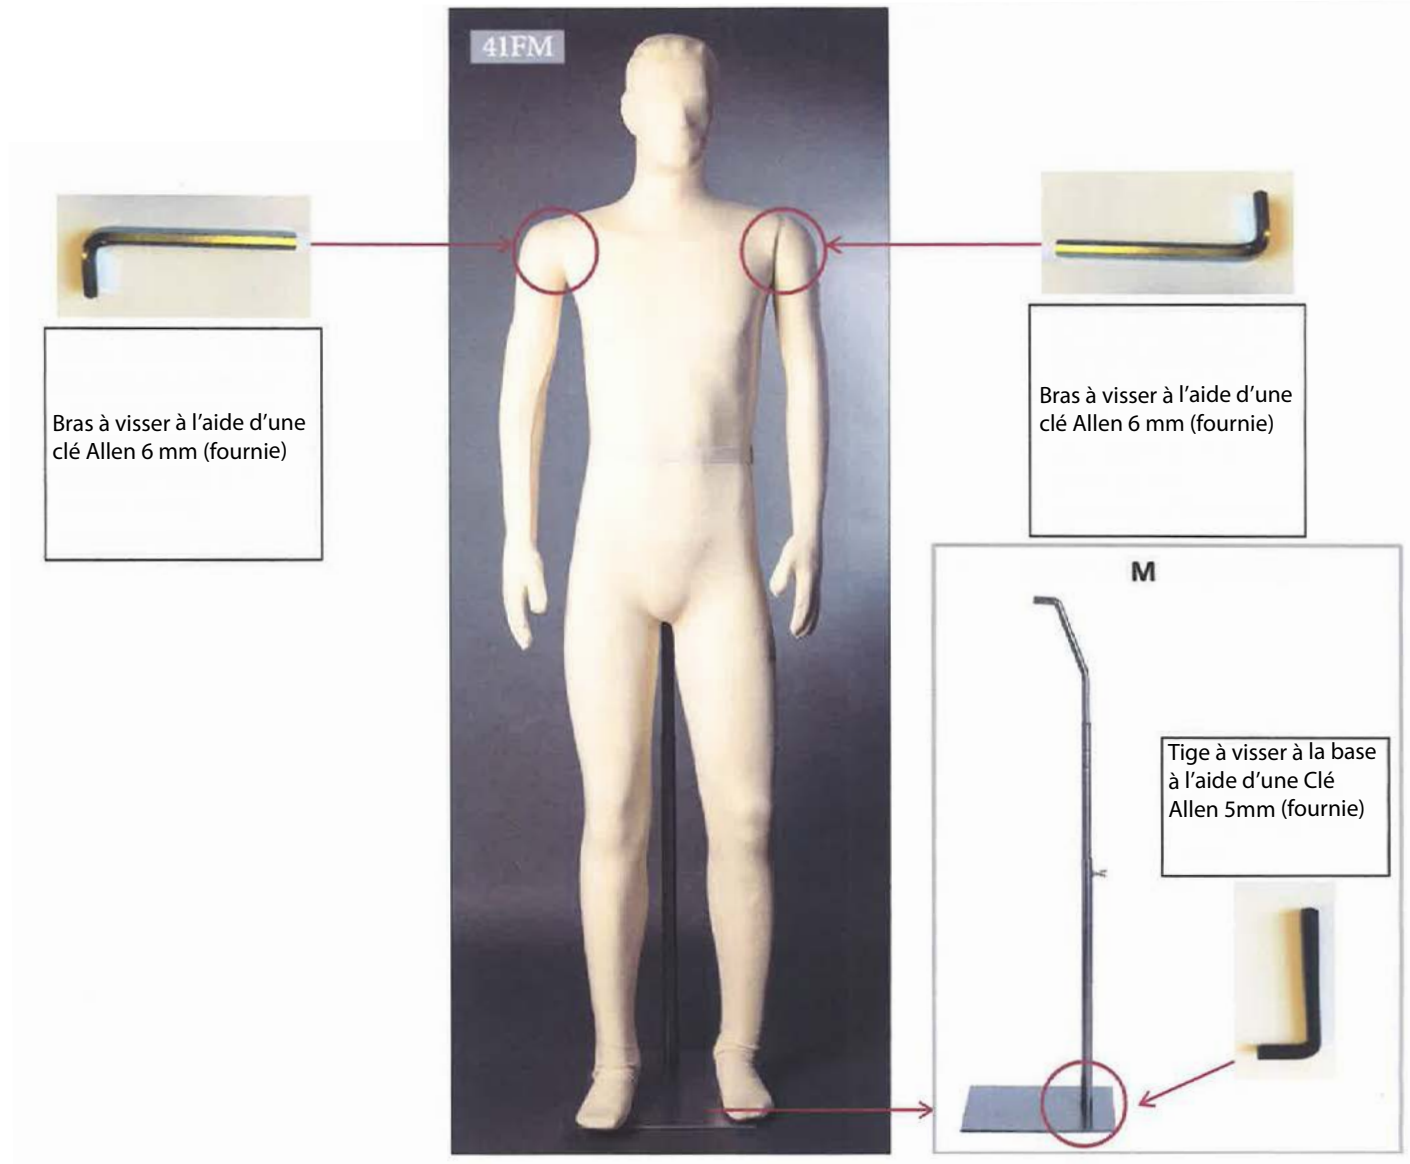 41FM
Bras à visser à l'aide d'une
clé Allen 6 mm (fournie)
Bras à visser à l'aide d'une
clé Allen 6 mm (fournie)
M
Tige à visser à la base
à l'aide d'une Clé
Allen 5mm (fournie)